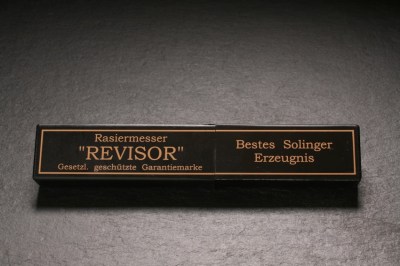 Rasiermesser
"REVISOR"
Gesetzl. geschützte Garantiemarke
Bestes Solinger
Erzeugnis